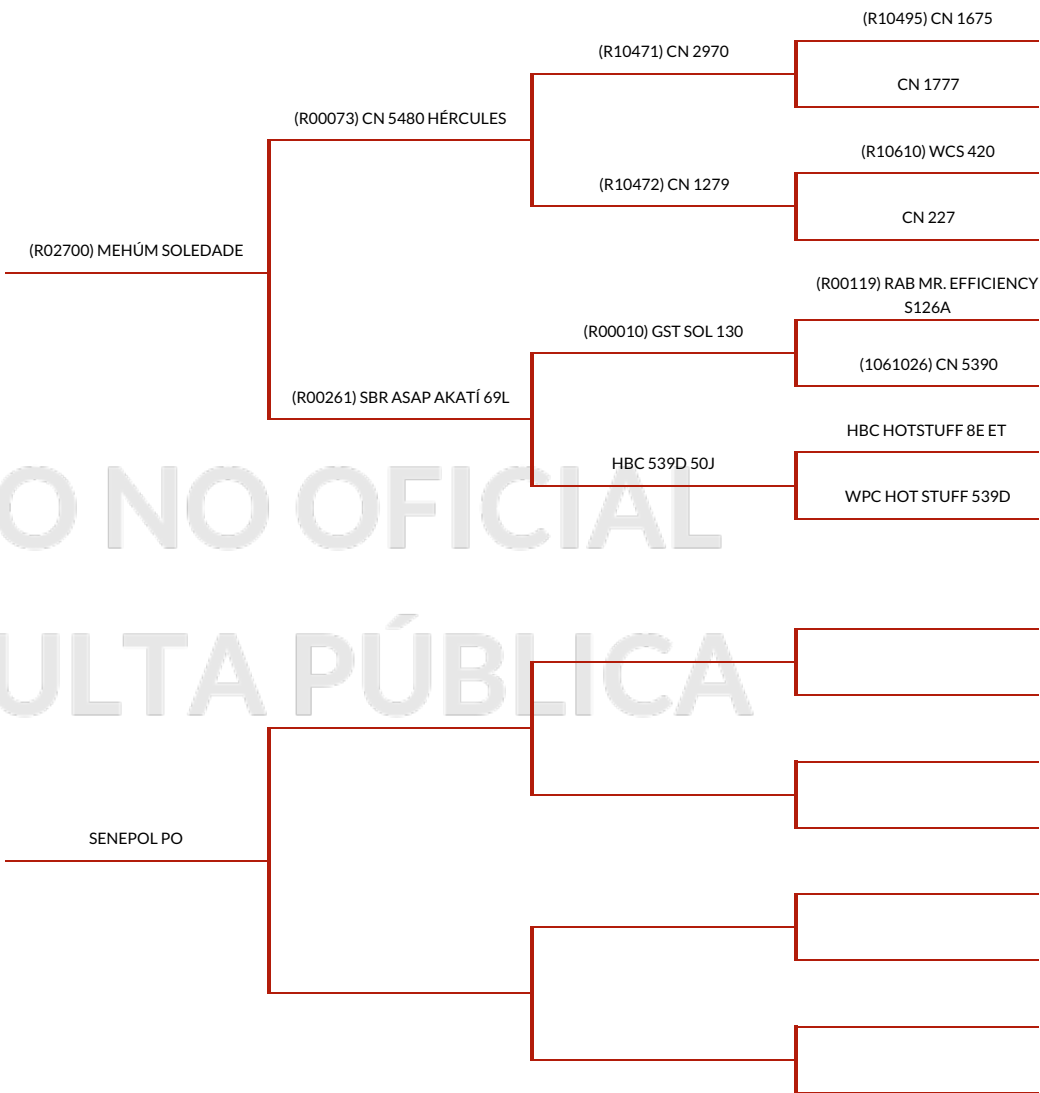 (R10495) CN 1675
(R10471) CN 2970
CN 1777
(R00073) CN 5480 HÉRCULES
(R10610) WCS 420
(R10472) CN 1279
CN 227
(R02700) MEHÚM SOLEDADE
(R00119) RAB MR. EFFICIENCY
S126A
(R00010) GST SOL 130
(1061026) CN 5390
(R00261) SBR ASAP AKATÍ 69L
HBC HOTSTUFF 8E ET
HBC 539D 50J
WPC HOT STUFF 539D
O NO OFICIAL
ULTA PÚBLICA
SENEPOL PO